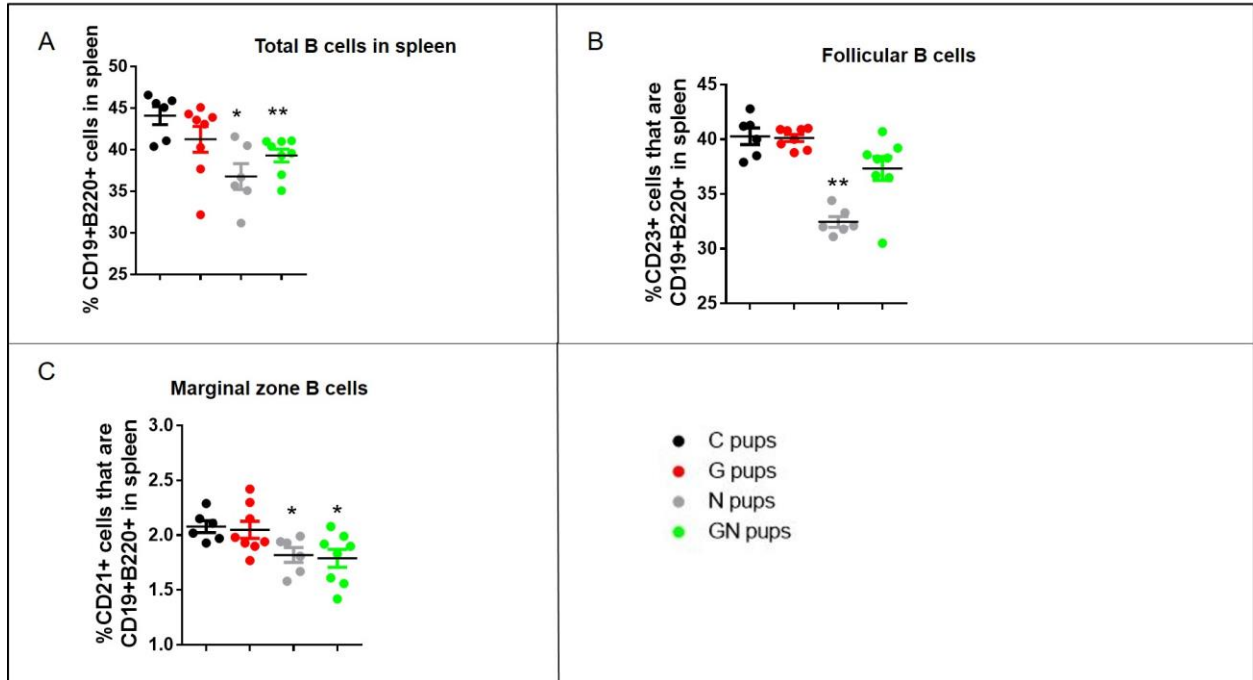 A
Total B cells in spleen
% CD19+B220+ cells in spleen
50
45
40
35
30
25
*
**
B
Follicular B cells
%CD23+ cells that are
CD19+B220+ in spleen
45
40
35
30
25
**
C
Marginal zone B cells
%CD21+ cells that are
CD19+B220+ in spleen
3.0
2.5
2.0
1.5
1.0
*
*
C pups
G pups
N pups
GN pups